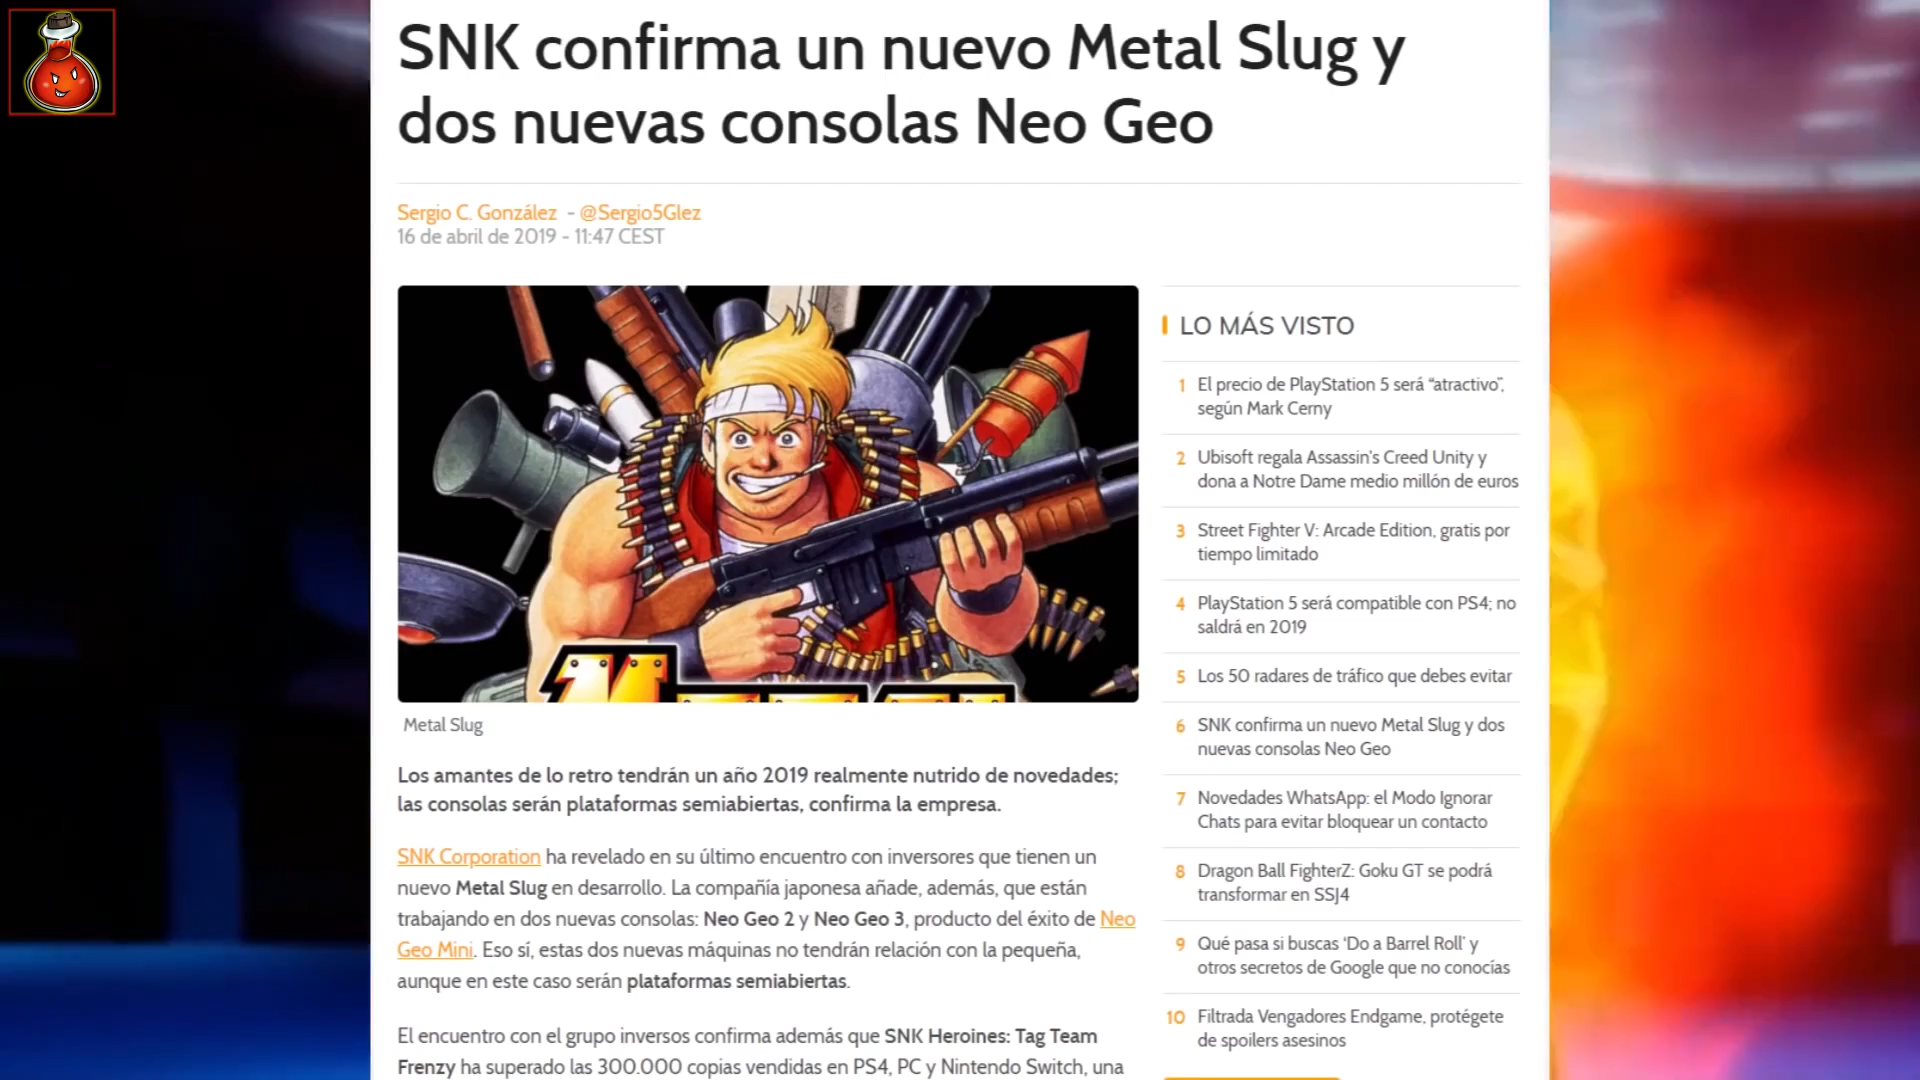 SNK confirma un nuevo Metal Slug y
dos nuevas consolas Neo Geo
Sergio C. González - @Sergio5Glez
16 de abril de 2019 - 11:47 CEST
Metal Slug
Los amantes de lo retro tendrán un año 2019 realmente nutrido de novedades;
las consolas serán plataformas semiabiertas, confirma la empresa.
SNK Corporation ha revelado en su último encuentro con inversores que tienen un
nuevo Metal Slug en desarrollo. La compañía japonesa añade, además, que están
trabajando en dos nuevas consolas: Neo Geo 2 y Neo Geo 3, producto del éxito de Neo
Geo Mini. Eso sí, estas dos nuevas máquinas no tendrán relación con la pequeña,
aunque en este caso serán plataformas semiabiertas.
El encuentro con el grupo inversos confirma además que SNK Heroines: Tag Team
Frenzy ha superado las 300.000 copias vendidas en PS4, PC y Nintendo Switch, una
LO MÁS VISTO
1 El precio de PlayStation 5 será “atractivo”,
según Mark Cerny
2 Ubisoft regala Assassin's Creed Unity y
dona a Notre Dame medio millón de euros
3 Street Fighter V: Arcade Edition, gratis por
tiempo limitado
4 PlayStation 5 será compatible con PS4; no
saldrá en 2019
5 Los 50 radares de tráfico que debes evitar
6 SNK confirma un nuevo Metal Slug y dos
nuevas consolas Neo Geo
7 Novedades WhatsApp: el Modo Ignorar
Chats para evitar bloquear un contacto
8 Dragon Ball FighterZ: Goku GT se podrá
transformar en SSJ4
9 Qué pasa si buscas ‘Do a Barrel Roll’ y
otros secretos de Google que no conocías
10 Filtrada Vengadores Endgame, protégete
de spoilers asesinos